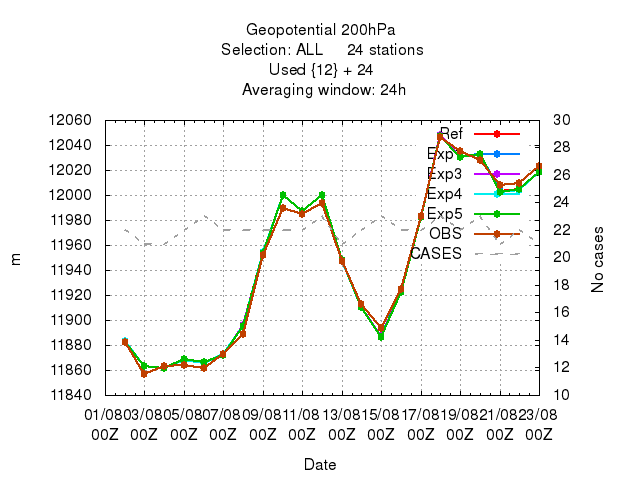 Geopotential 200hPa
Selection: ALL 24 stations
Used {12} + 24
Averaging window: 24h
12060
12040
12020
12000
11980
11960
11940
11920
11900
11880
11860
11840
m
30
28
26
24
22
20
18
16
14
12
10
No cases
Ref
Exp
Exp3
Exp4
Exp5
OBS
CASES
01/08 03/08 05/08 07/08 09/08 11/08 13/08 15/08 17/08 19/08 21/08 23/08
00Z 00Z 00Z 00Z 00Z 00Z 00Z 00Z 00Z 00Z 00Z 00Z
Date